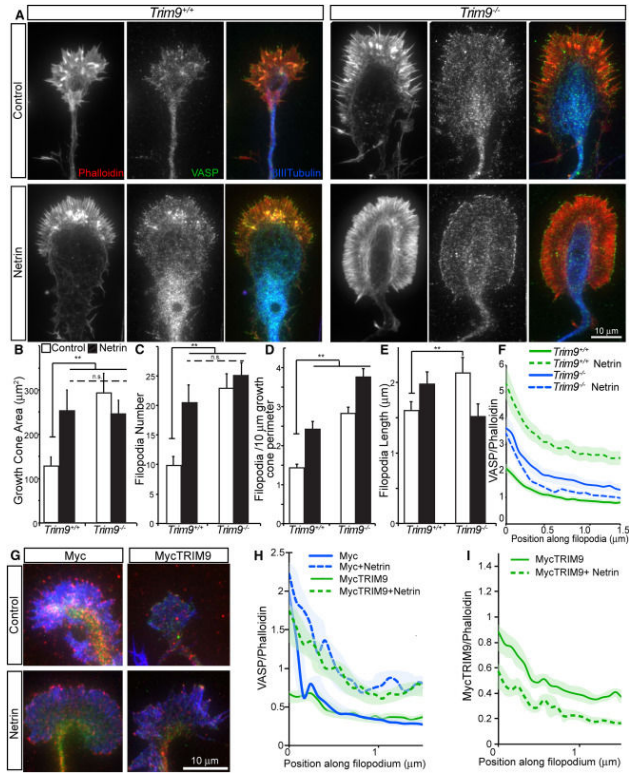 A
Trim9+/+
Trim9-/-
Control
Phalloidin
VASP
βIIITubulin
Netrin
10 µm
B
Control
Netrin
**
n.s.
Growth Cone Area (µm²)
300
200
100
0
Trim9+/+
Trim9-/-
C
**
n.s.
Filopodia Number
25
20
15
10
5
0
Trim9+/+
Trim9-/-
D
**
Filopodia /10 µm growth
cone perimeter
4
3
2
1
0
Trim9+/+
Trim9-/-
E
**
Filopodia Length (µm)
2
1
0
Trim9+/+
Trim9-/-
F
Trim9+/+
Trim9+/+ Netrin
Trim9-/-
Trim9-/- Netrin
VASP/Phalloidin
6
5
4
3
2
1
0
0
0.5
1.0
1.5
Position along filopodia (µm)
G
Myc
MycTRIM9
Control
Netrin
10 µm
H
Myc
Myc+Netrin
MycTRIM9
MycTRIM9+Netrin
VASP/Phalloidin
2.5
2
1.5
1
0.5
0
0
1
Position along filopodium (µm)
I
MycTRIM9
MycTRIM9+ Netrin
MycTRIM9/Phalloidin
1.4
1.2
1
0.8
0.6
0.4
0.2
0
0
1
Position along filopodium (µm)